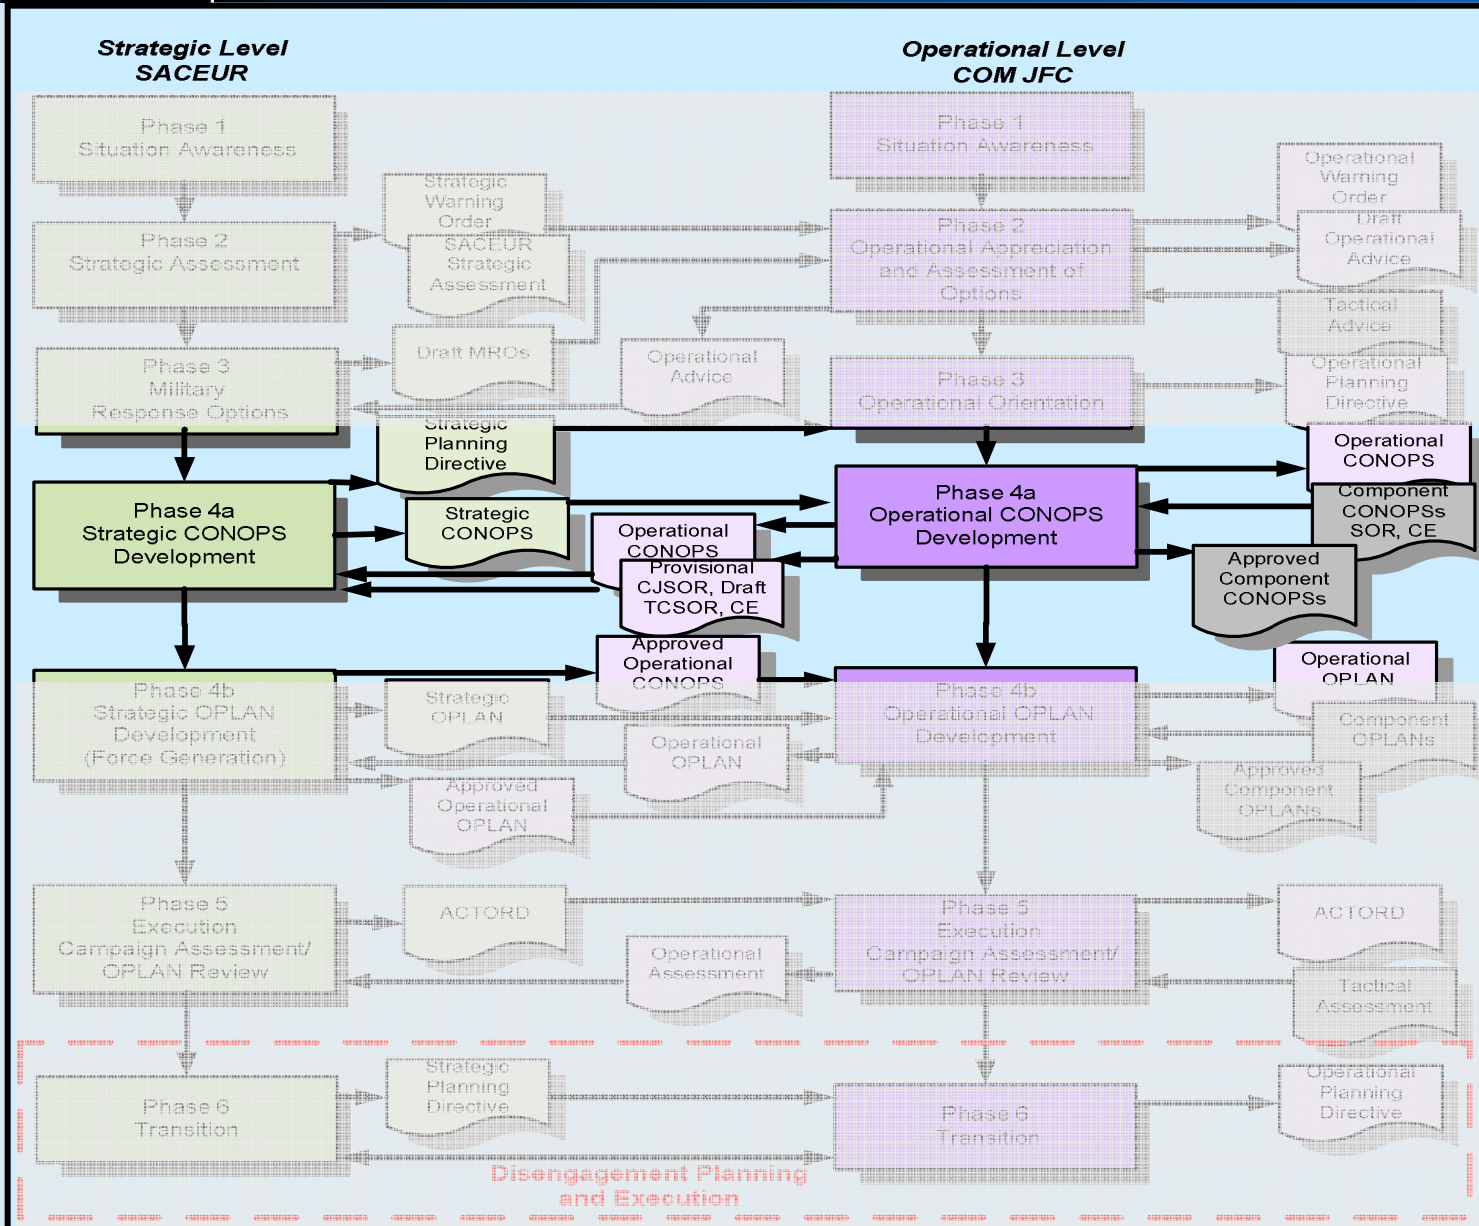 Strategic Level
SACEUR
Operational Level
COM JFC
Phase 1
Situation Awareness
Phase 1
Situation Awareness
Operational
Warning
Order
Strategic
Warning
Order
Phase 2
Strategic Assessment
SACEUR
Strategic
Assessment
Phase 2
Operational Appreciation
and Assessment of
Options
Draft
Operational
Advice
Tactical
Advice
Phase 3
Military
Response Options
Draft MROs
Operational
Advice
Phase 3
Operational Orientation
Operational
Planning
Directive
Strategic
Planning
Directive
Operational
CONOPS
Phase 4a
Strategic CONOPS
Development
Strategic
CONOPS
Operational
CONOPS
Provisional
CJSOR, Draft
TCSOR, CE
Phase 4a
Operational CONOPS
Development
Component
CONOPSs
SOR, CE
Approved
Component
CONOPSs
Approved
Operational
CONOPS
Operational
OPLAN
Phase 4b
Strategic OPLAN
Development
(Force Generation)
Strategic
OPLAN
Operational
OPLAN
Phase 4b
Operational OPLAN
Development
Component
OPLANs
Approved
Component
OPLANs
Approved
Operational
OPLAN
Phase 5
Execution
Campaign Assessment/
OPLAN Review
ACTORD
Operational
Assessment
Phase 5
Execution
Campaign Assessment/
OPLAN Review
ACTORD
Tactical
Assessment
Phase 6
Transition
Strategic
Planning
Directive
Phase 6
Transition
Operational
Planning
Directive
Disengagement Planning
and Execution